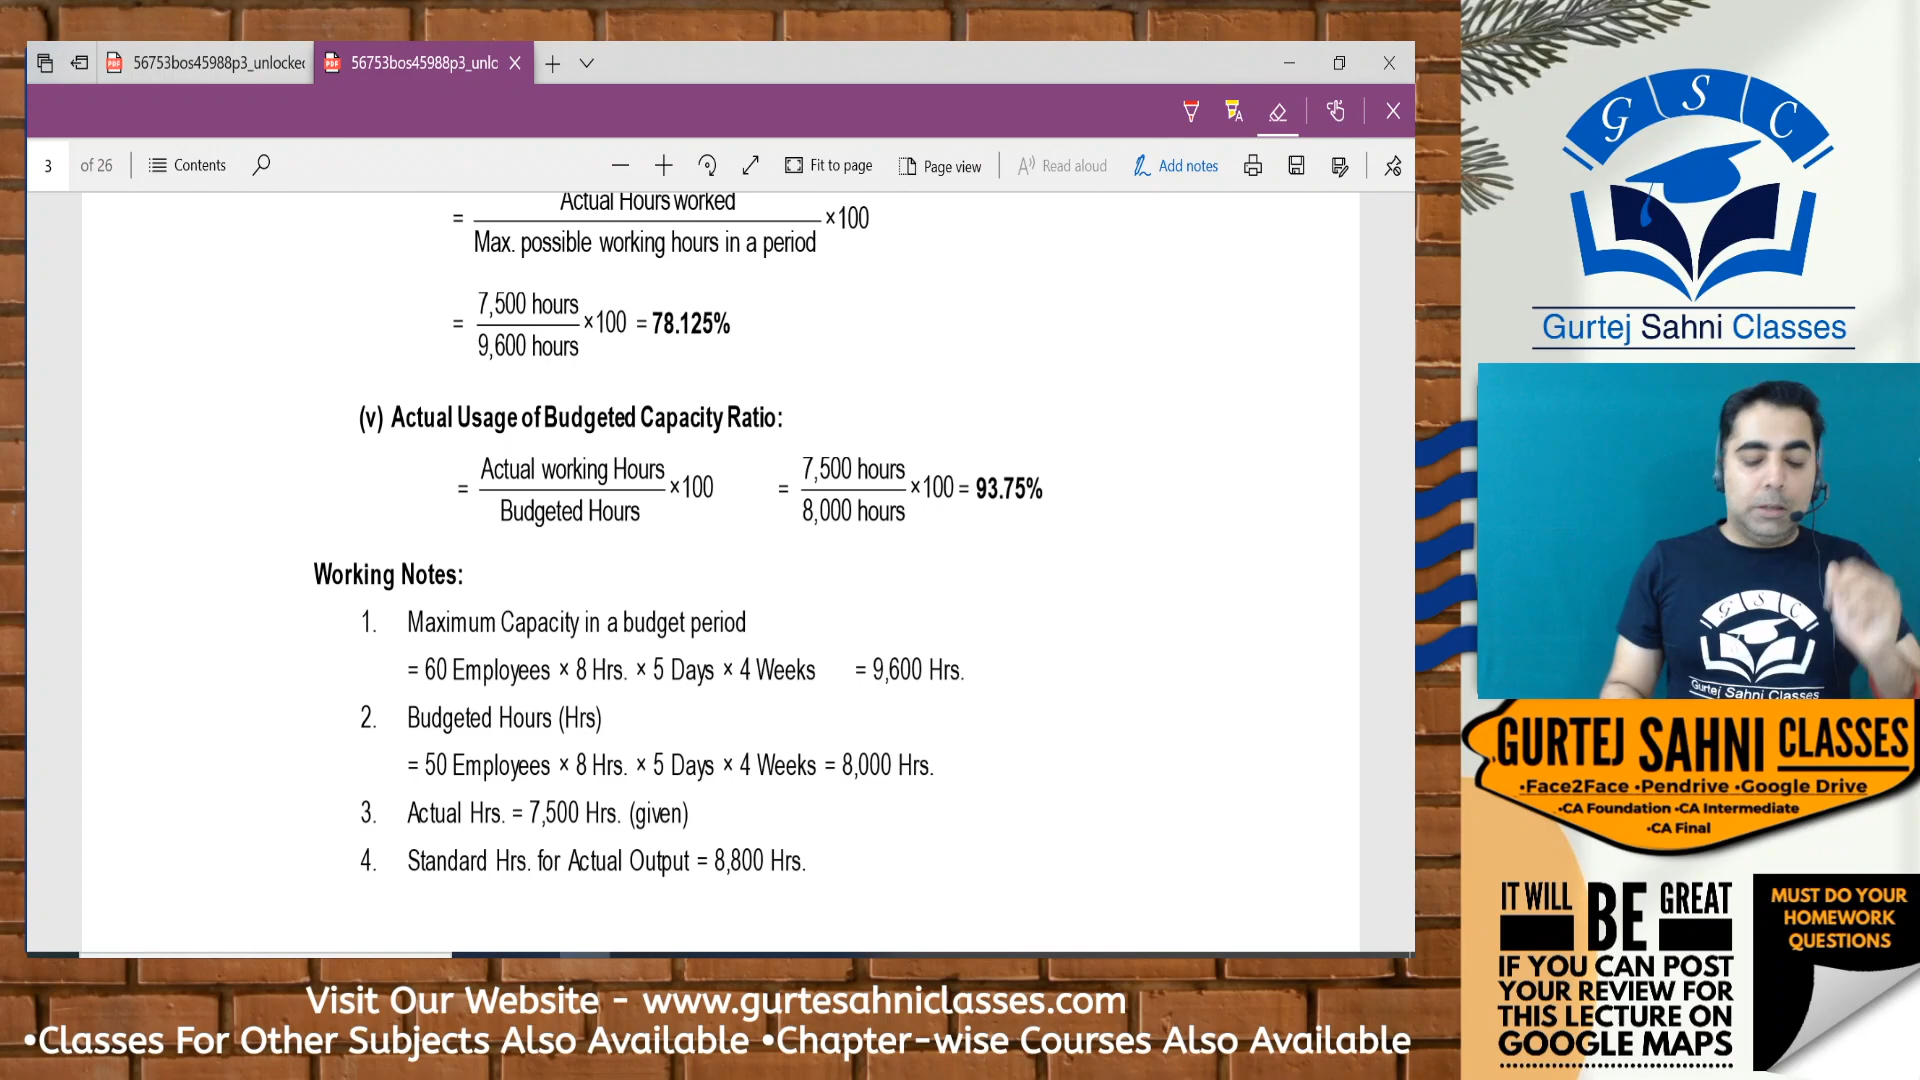 56753bos45988p3_unlocked
56753bos45988p3_unlo
3 of 26 Contents Fit to page Page view Read aloud Add notes
= Actual Hours worked / Max. possible working hours in a period ×100
= 7,500 hours / 9,600 hours ×100 = 78.125%
(v) Actual Usage of Budgeted Capacity Ratio:
= Actual working Hours / Budgeted Hours ×100 = 7,500 hours / 8,000 hours ×100 = 93.75%
Working Notes:
1. Maximum Capacity in a budget period
= 60 Employees × 8 Hrs. × 5 Days × 4 Weeks = 9,600 Hrs.
2. Budgeted Hours (Hrs)
= 50 Employees × 8 Hrs. × 5 Days × 4 Weeks = 8,000 Hrs.
3. Actual Hrs. = 7,500 Hrs. (given)
4. Standard Hrs. for Actual Output = 8,800 Hrs.
G S C
Gurtej Sahni Classes
G S C
Gurtej Sahni Classes
GURTEJ SAHNI CLASSES
•Face2Face •Pendrive •Google Drive
•CA Foundation •CA Intermediate
•CA Final
IT WILL BE GREAT
IF YOU CAN POST
YOUR REVIEW FOR
THIS LECTURE ON
GOOGLE MAPS
MUST DO YOUR
HOMEWORK
QUESTIONS
Visit Our Website - www.gurtesahniclasses.com
•Classes For Other Subjects Also Available •Chapter-wise Courses Also Available